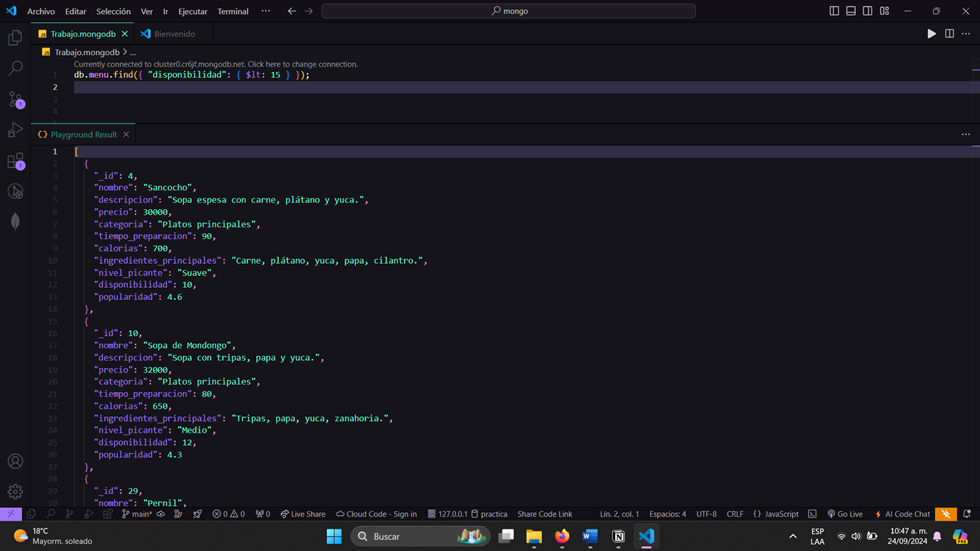 Archivo Editar Selección Ver Ir Ejecutar Terminal ··· mongo
Trabajo.mongodb Bienvenido
Trabajo.mongodb > ...
Currently connected to cluster0.cr6jf.mongodb.net. Click here to change connection.
1 db.menu.find({ "disponibilidad": { $lt: 15 } });
2
3
4
Playground Result
1 [
2 {
3 "_id": 4,
4 "nombre": "Sancocho",
5 "descripcion": "Sopa espesa con carne, plátano y yuca.",
6 "precio": 30000,
7 "categoria": "Platos principales",
8 "tiempo_preparacion": 90,
9 "calorias": 700,
10 "ingredientes_principales": "Carne, plátano, yuca, papa, cilantro.",
11 "nivel_picante": "Suave",
12 "disponibilidad": 10,
13 "popularidad": 4.6
14 },
15 {
16 "_id": 10,
17 "nombre": "Sopa de Mondongo",
18 "descripcion": "Sopa con tripas, papa y yuca.",
19 "precio": 32000,
20 "categoria": "Platos principales",
21 "tiempo_preparacion": 80,
22 "calorias": 650,
23 "ingredientes_principales": "Tripas, papa, yuca, zanahoria.",
24 "nivel_picante": "Medio",
25 "disponibilidad": 12,
26 "popularidad": 4.3
27 },
28 {
29 "_id": 29,
30 "nombre": "Pernil",
1
1
main* 0 0 0 Live Share Cloud Code - Sign in 127.0.0.1 practica Share Code Link Lín. 2, col. 1 Espacios: 4 UTF-8 CRLF {} JavaScript Go Live AI Code Chat
18°C
Mayorm. soleado
Buscar
ESP
LAA
10:47 a. m.
24/09/2024